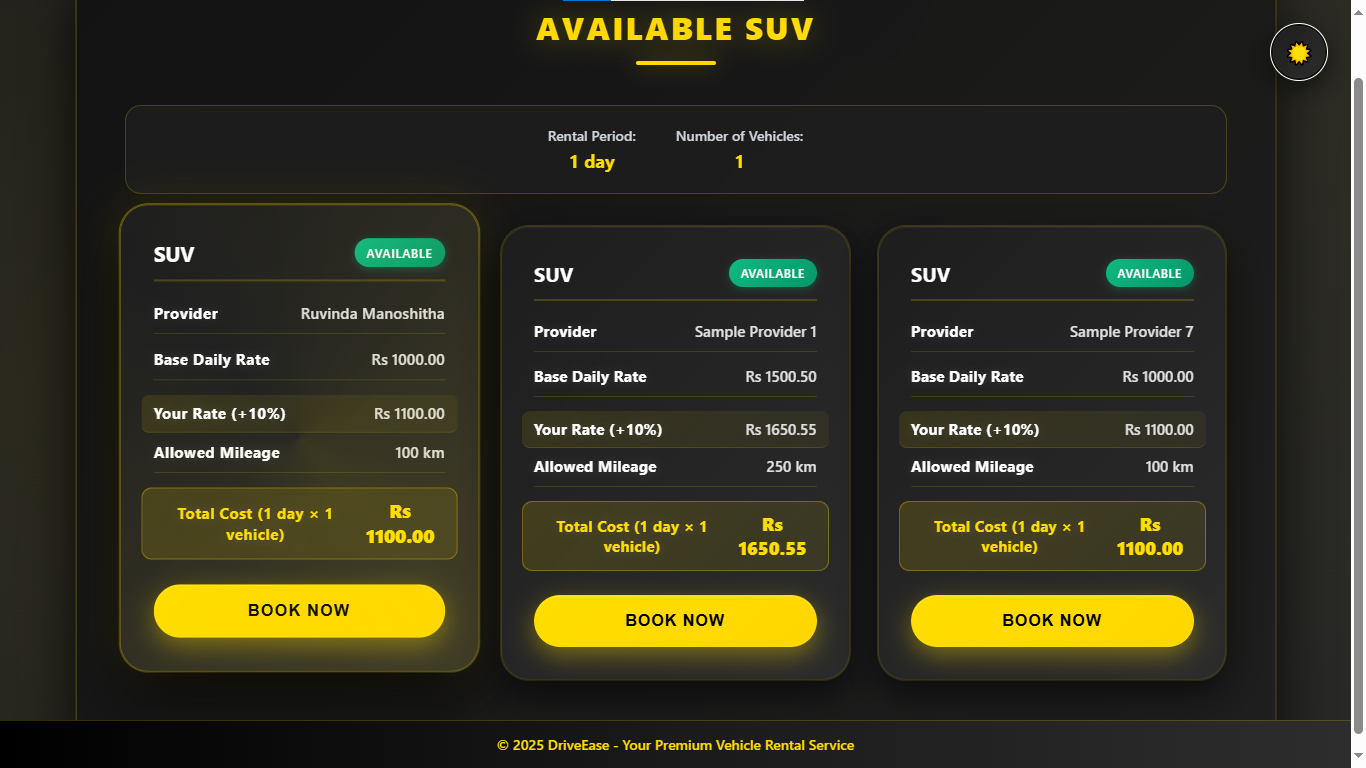 AVAILABLE SUV
Rental Period:
1 day
Number of Vehicles:
1
SUV
AVAILABLE
Provider
Ruvinda Manoshitha
Base Daily Rate
Rs 1000.00
Your Rate (+10%)
Rs 1100.00
Allowed Mileage
100 km
Total Cost (1 day × 1
vehicle)
Rs
1100.00
BOOK NOW
SUV
AVAILABLE
Provider
Sample Provider 1
Base Daily Rate
Rs 1500.50
Your Rate (+10%)
Rs 1650.55
Allowed Mileage
250 km
Total Cost (1 day × 1
vehicle)
Rs
1650.55
BOOK NOW
SUV
AVAILABLE
Provider
Sample Provider 7
Base Daily Rate
Rs 1000.00
Your Rate (+10%)
Rs 1100.00
Allowed Mileage
100 km
Total Cost (1 day × 1
vehicle)
Rs
1100.00
BOOK NOW
© 2025 DriveEase - Your Premium Vehicle Rental Service